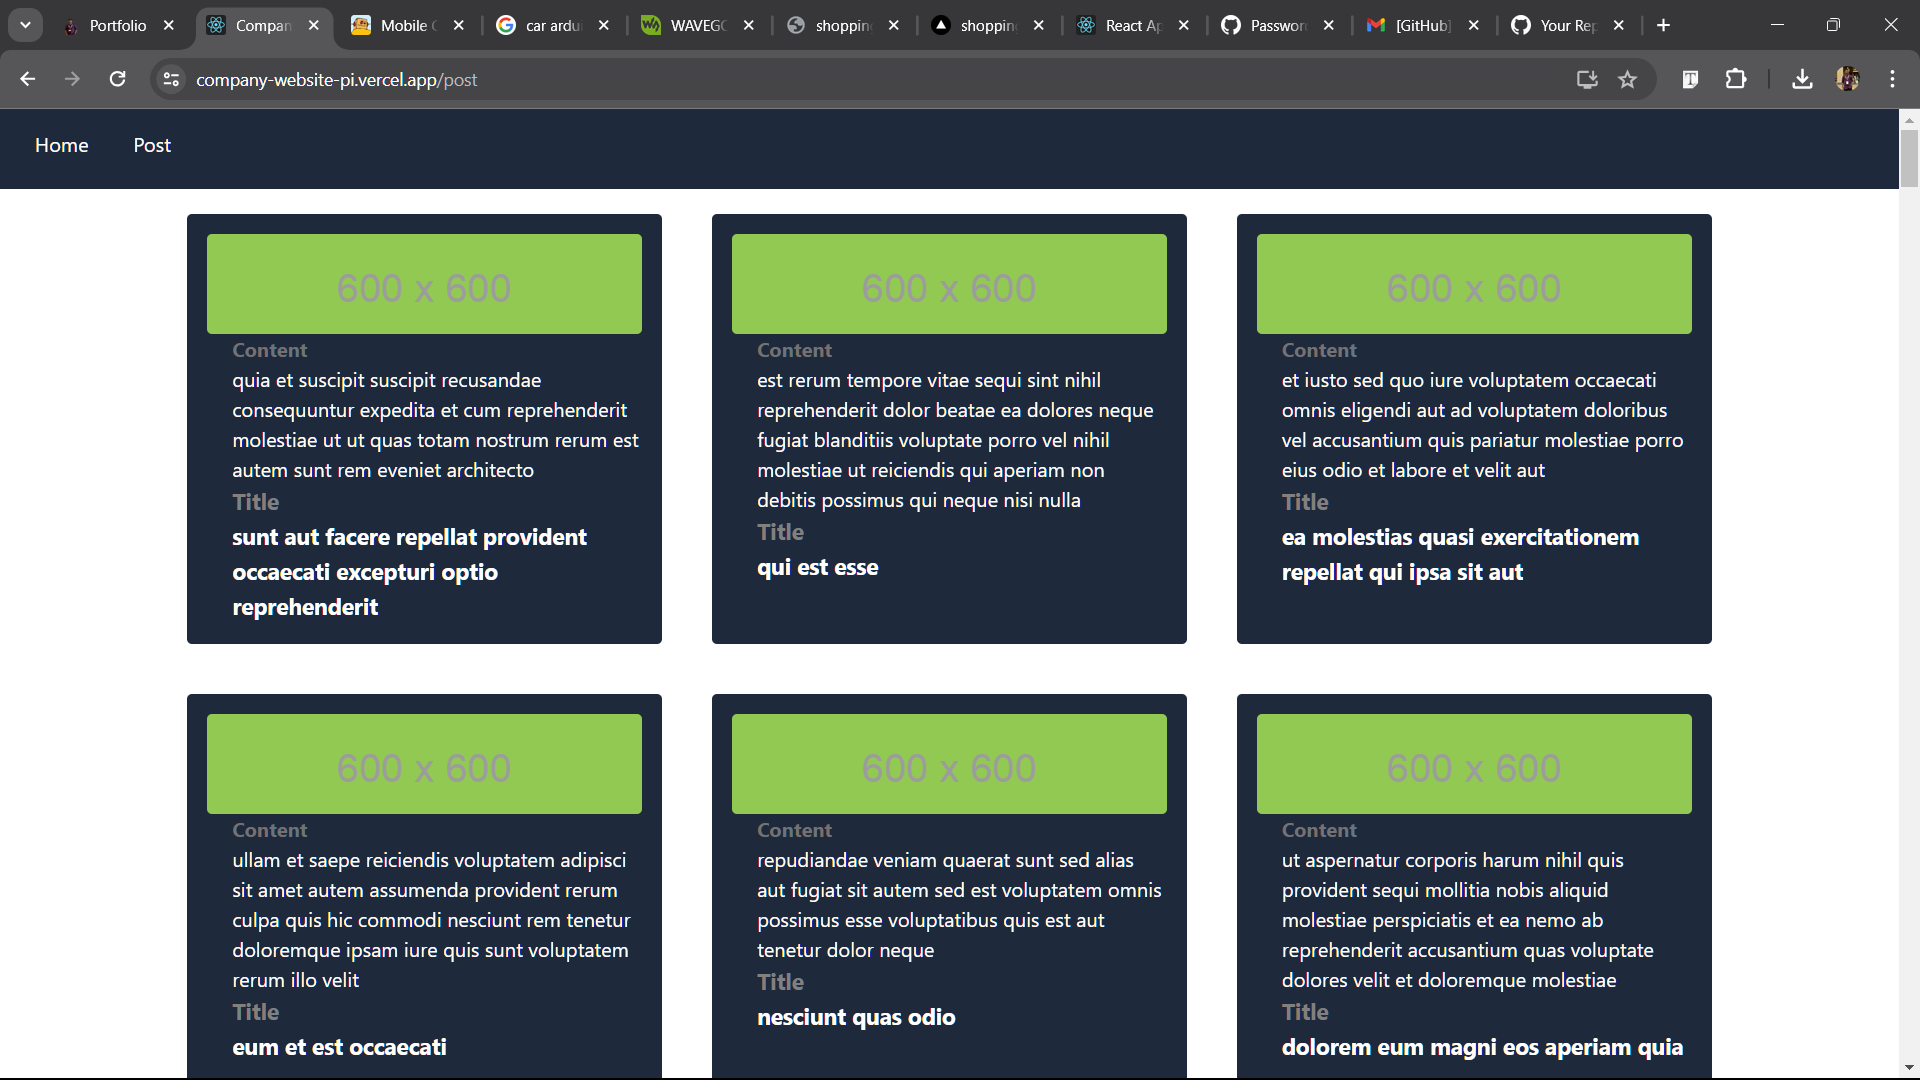 Portfolio
Compan
Mobile
car ardui
WAVEGO
shopping
shopping
React Ap
Password
[GitHub]
Your Rep
company-website-pi.vercel.app/post
Home
Post
600 x 600
Content
quia et suscipit suscipit recusandae
consequuntur expedita et cum reprehenderit
molestiae ut ut quas totam nostrum rerum est
autem sunt rem eveniet architecto
Title
sunt aut facere repellat provident
occaecati excepturi optio
reprehenderit
600 x 600
Content
est rerum tempore vitae sequi sint nihil
reprehenderit dolor beatae ea dolores neque
fugiat blanditiis voluptate porro vel nihil
molestiae ut reiciendis qui aperiam non
debitis possimus qui neque nisi nulla
Title
qui est esse
600 x 600
Content
et iusto sed quo iure voluptatem occaecati
omnis eligendi aut ad voluptatem doloribus
vel accusantium quis pariatur molestiae porro
eius odio et labore et velit aut
Title
ea molestias quasi exercitationem
repellat qui ipsa sit aut
600 x 600
Content
ullam et saepe reiciendis voluptatem adipisci
sit amet autem assumenda provident rerum
culpa quis hic commodi nesciunt rem tenetur
doloremque ipsam iure quis sunt voluptatem
rerum illo velit
Title
eum et est occaecati
600 x 600
Content
repudiandae veniam quaerat sunt sed alias
aut fugiat sit autem sed est voluptatem omnis
possimus esse voluptatibus quis est aut
tenetur dolor neque
Title
nesciunt quas odio
600 x 600
Content
ut aspernatur corporis harum nihil quis
provident sequi mollitia nobis aliquid
molestiae perspiciatis et ea nemo ab
reprehenderit accusantium quas voluptate
dolores velit et doloremque molestiae
Title
dolorem eum magni eos aperiam quia